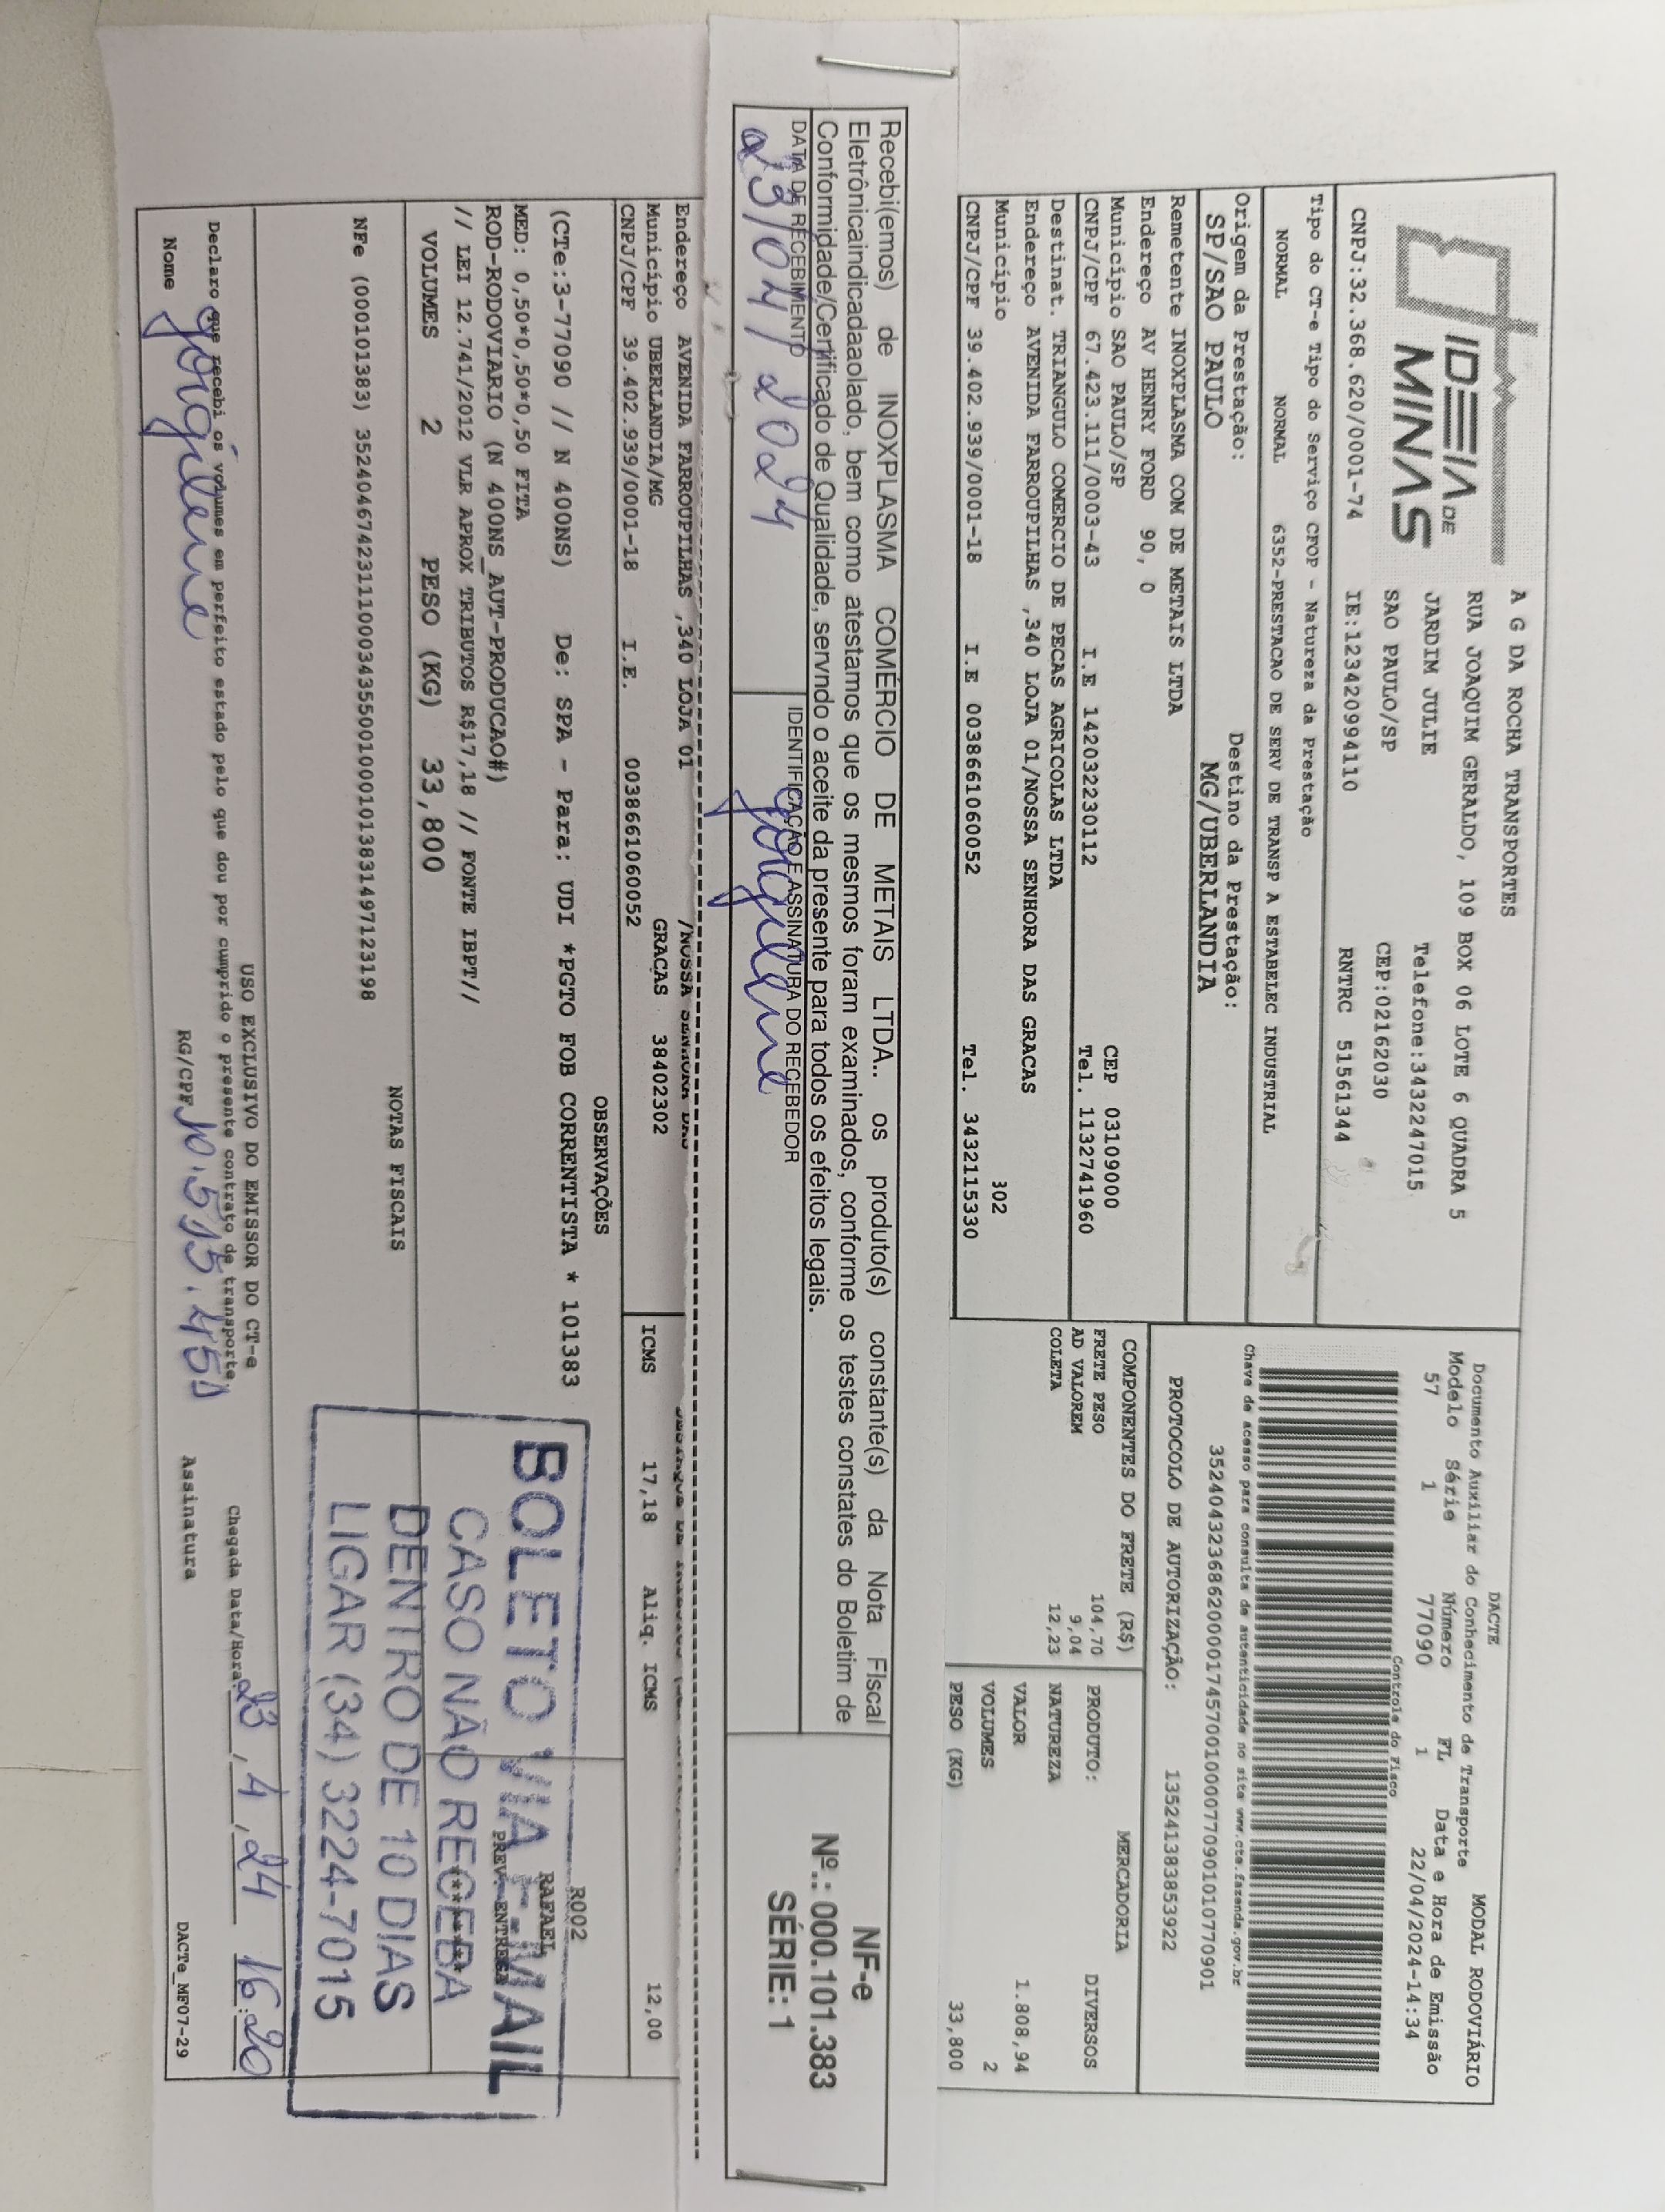 IDEIA DE
MINAS
A G DA ROCHA TRANSPORTES
RUA JOAQUIM GERALDO, 109 BOX 06 LOTE 6 QUADRA 5
JARDIM JULIE Telefone:3432247015
SAO PAULO/SP CEP:02162030
CNPJ:32.368.620/0001-74 IE:123420994110 RNTRC 51561344
DACTE MODAL RODOVIÁRIO
Documento Auxiliar do Conhecimento de Transporte
Modelo Série Número FL Data e Hora de Emissão
57 1 77090 1 22/04/2024-14:34
Controle do Fisco
Tipo do CT-e Tipo do Serviço CFOP - Natureza da Prestação
NORMAL NORMAL 6352-PRESTACAO DE SERV DE TRANSP A ESTABELEC INDUSTRIAL
Chave de acesso para consulta de autenticidade no site www.cte.fazenda.gov.br
35240432368620000174570010000770901010770901
Origem da Prestação: Destino da Prestação:
SP/SAO PAULO MG/UBERLANDIA
PROTOCOLO DE AUTORIZAÇÃO: 135241383853922
Remetente INOXPLASMA COM DE METAIS LTDA
Endereço AV HENRY FORD 90, 0
Município SAO PAULO/SP CEP 03109000
CNPJ/CPF 67.423.111/0003-43 I.E 142032230112 Tel. 1132741960
Destinat. TRIANGULO COMERCIO DE PECAS AGRICOLAS LTDA
Endereço AVENIDA FARROUPILHAS ,340 LOJA 01/NOSSA SENHORA DAS GRACAS
Município 302
CNPJ/CPF 39.402.939/0001-18 I.E 0038661060052 Tel. 3432115330
COMPONENTES DO FRETE (R$)
FRETE PESO 104,70
AD VALOREM 9,04
COLETA 12,23
MERCADORIA
PRODUTO: DIVERSOS
NATUREZA
VALOR 1.808,94
VOLUMES 2
PESO (KG) 33,800
Recebi(emos) de INOXPLASMA COMÉRCIO DE METAIS LTDA.. os produto(s) constante(s) da Nota FIscal
Eletrônicaindicadaaolado, bem como atestamos que os mesmos foram examinados, conforme os testes constates do Boletim de
Conformidade/Certificado de Qualidade, servndo o aceite da presente para todos os efeitos legais.
DATA DE RECEBIMENTO IDENTIFICAÇÃO E ASSINATURA DO RECEBEDOR
23/04/2024
NF-e
Nº.: 000.101.383
SÉRIE: 1
Endereço AVENIDA FARROUPILHAS ,340 LOJA 01 /NOSSA SENHORA DAS
Município UBERLANDIA/MG GRACAS 38402302
CNPJ/CPF 39.402.939/0001-18 I.E. 0038661060052
ICMS 17,18 Aliq. ICMS 12,00
OBSERVAÇÕES
(CTe:3-77090 // N 400NS) De: SPA - Para: UDI *PGTO FOB CORRENTISTA * 101383
MED: 0,50*0,50*0,50 FITA
ROD-RODOVIARIO (N 400NS_AUT-PRODUCAO#)
// LEI 12.741/2012 VLR APROX TRIBUTOS R$17,18 // FONTE IBPT//
R002
RAFAEL
PREV. ENTREGA
VOLUMES 2 PESO (KG) 33,800
NOTAS FISCAIS
NFe (000101383) 35240467423111000343550010001013831497123198
BOLETO VIA E-MAIL
CASO NÃO RECEBA
DENTRO DE 10 DIAS
LIGAR (34) 3224-7015
USO EXCLUSIVO DO EMISSOR DO CT-e
Declaro que recebi os volumes em perfeito estado pelo que dou por cumprido o presente contrato de transporte.
Chegada Data/Hora: 23,4,24 16:20
Nome RG/CPF Assinatura
DACTe_MF07-29